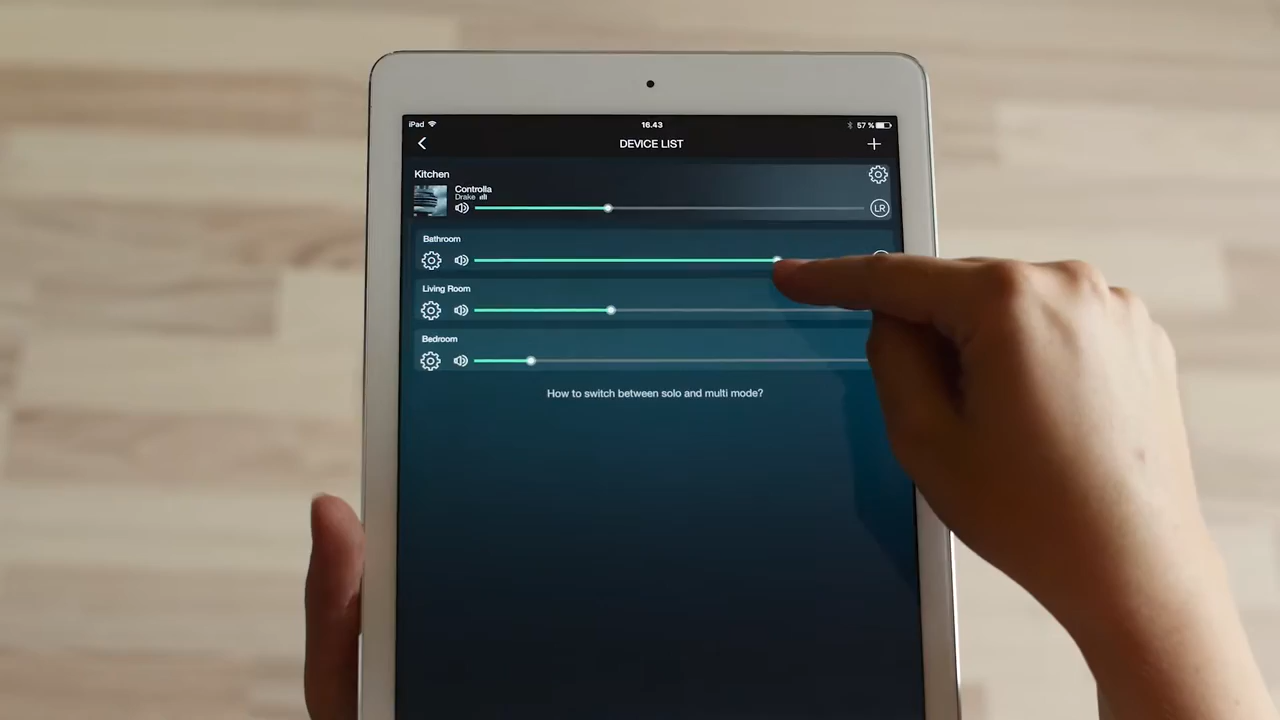 iPad 16.43 57 %
DEVICE LIST
Kitchen
Controlla
Drake
LR
Bathroom
Living Room
Bedroom
How to switch between solo and multi mode?